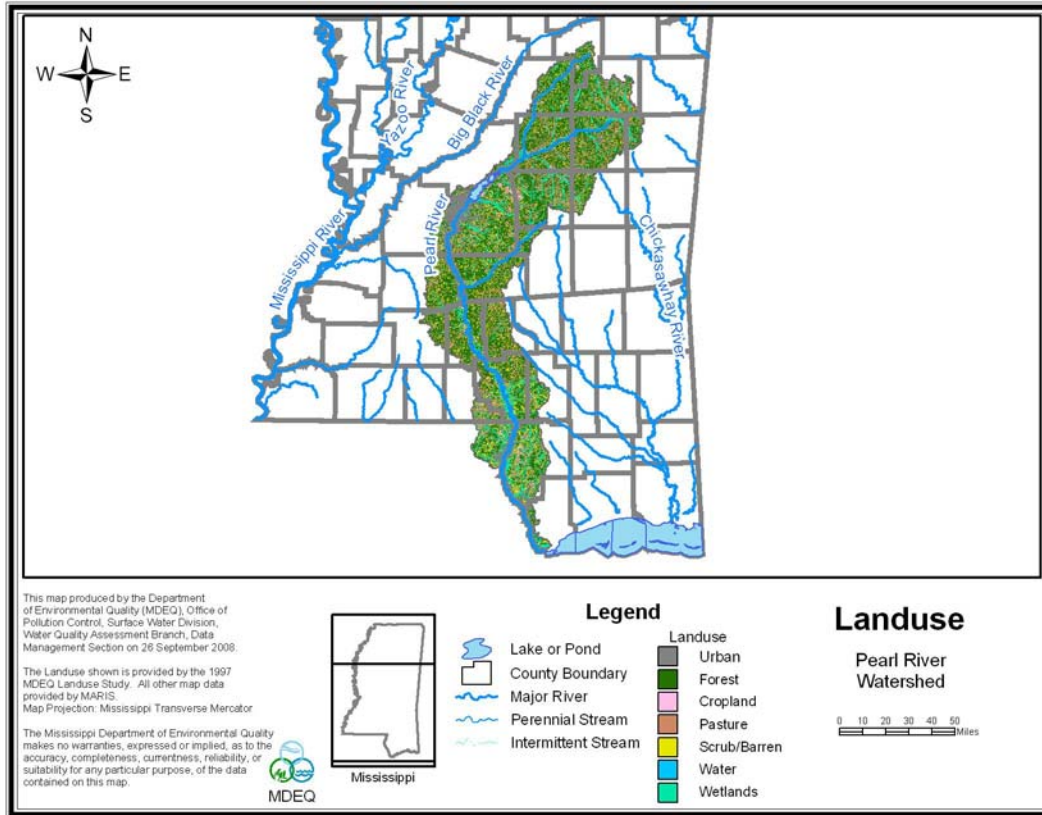 N
W E
S
Yazoo River
Big Black River
Mississippi River
Pearl River
Chickasawhay River
This map produced by the Department
of Environmental Quality (MDEQ), Office of
Pollution Control, Surface Water Division,
Water Quality Assessment Branch, Data
Management Section on 26 September 2008.
The Landuse shown is provided by the 1997
MDEQ Landuse Study. All other map data
provided by MARIS.
Map Projection: Mississippi Transverse Mercator
The Mississippi Department of Environmental Quality
makes no warranties, expressed or implied, as to the
accuracy, completeness, currentness, reliability, or
suitability for any particular purpose, of the data
contained on this map.
MDEQ
Mississippi
Legend
Lake or Pond
County Boundary
Major River
Perennial Stream
Intermittent Stream
Landuse
Urban
Forest
Cropland
Pasture
Scrub/Barren
Water
Wetlands
Landuse
Pearl River
Watershed
0 10 20 30 40 50
Miles